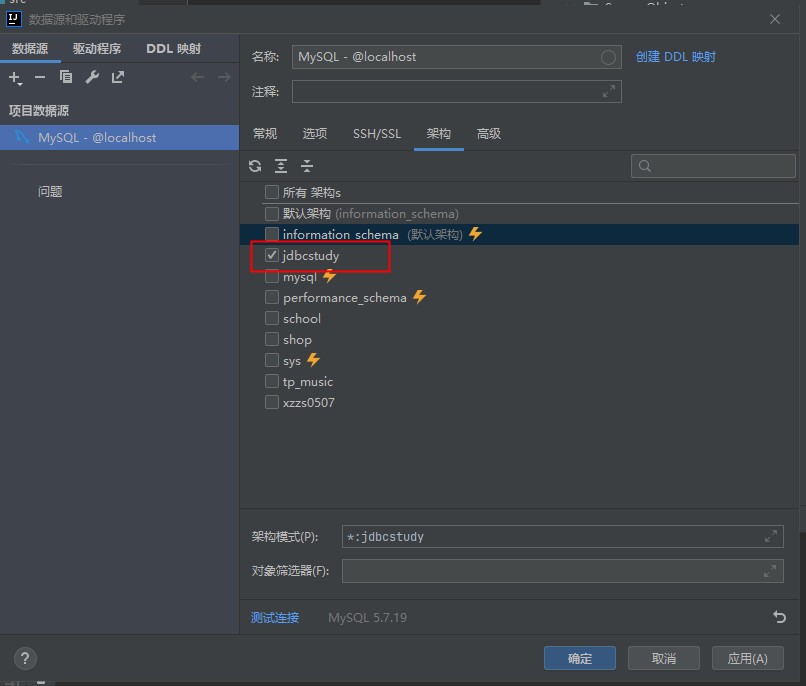 数据源和驱动程序
数据源 驱动程序 DDL 映射
项目数据源
MySQL - @localhost
问题
名称: MySQL - @localhost 创建 DDL 映射
注释:
常规 选项 SSH/SSL 架构 高级
所有 架构s
默认架构 (information_schema)
information_schema (默认架构)
jdbcstudy
mysql
performance_schema
school
shop
sys
tp_music
xzzs0507
架构模式(P): *:jdbcstudy
对象筛选器(F):
测试连接 MySQL 5.7.19
? 确定 取消 应用(A)